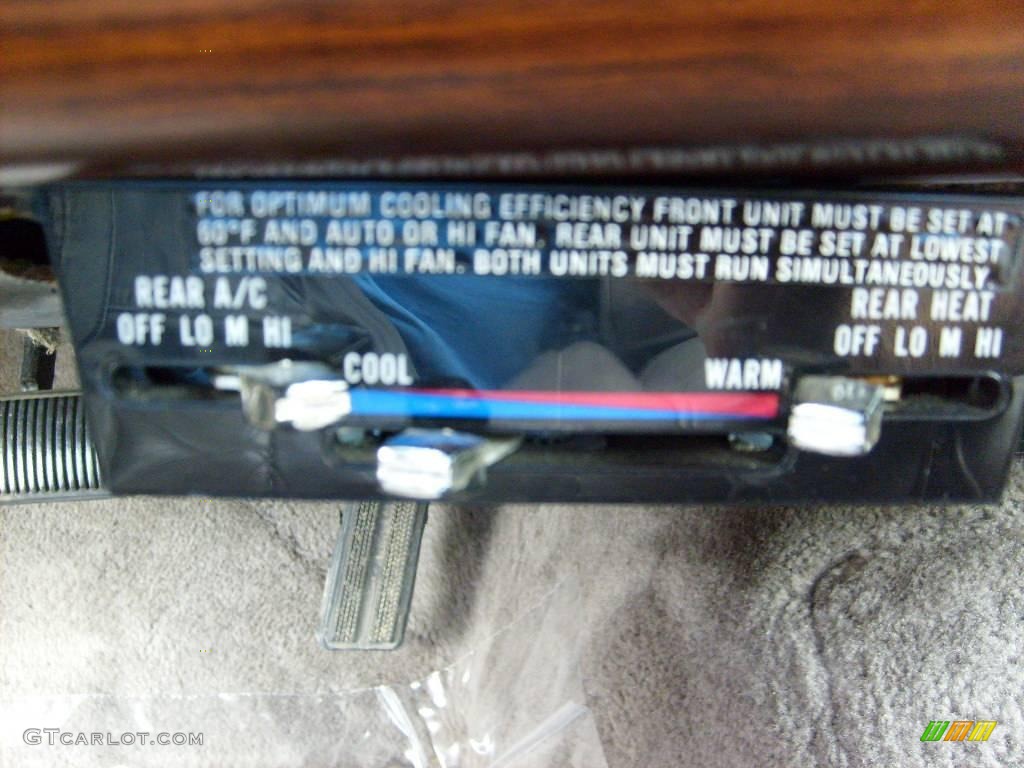 FOR OPTIMUM COOLING EFFICIENCY FRONT UNIT MUST BE SET AT
60°F AND AUTO OR HI FAN. REAR UNIT MUST BE SET AT LOWEST
SETTING AND HI FAN. BOTH UNITS MUST RUN SIMULTANEOUSLY.
REAR A/C REAR HEAT
OFF LO M HI OFF LO M HI
COOL WARM
GTCARLOT.COM